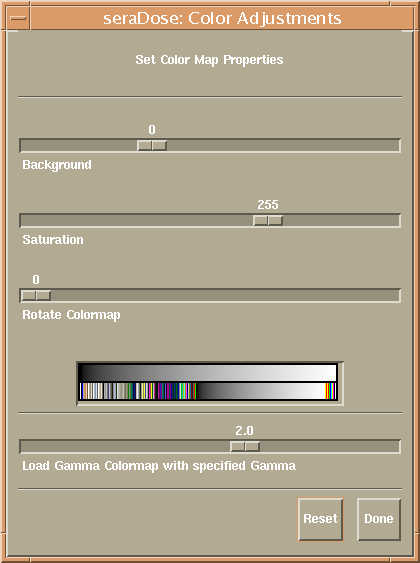 seraDose: Color Adjustments
Set Color Map Properties
0
Background
255
Saturation
0
Rotate Colormap
2.0
Load Gamma Colormap with specified Gamma
Reset Done